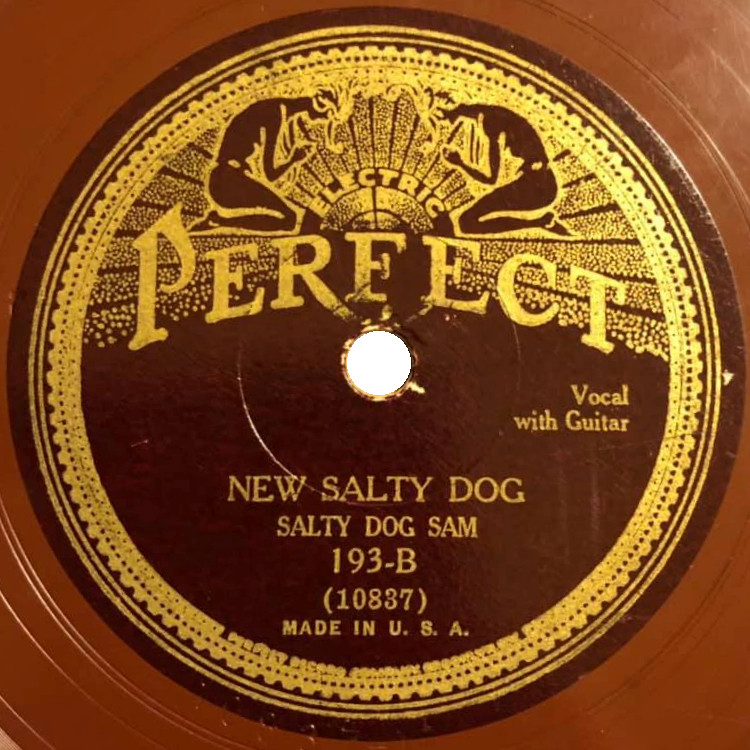 ELECTRIC
PERFECT
Vocal
with Guitar
NEW SALTY DOG
SALTY DOG SAM
193-B
(10837)
MADE IN U. S. A.